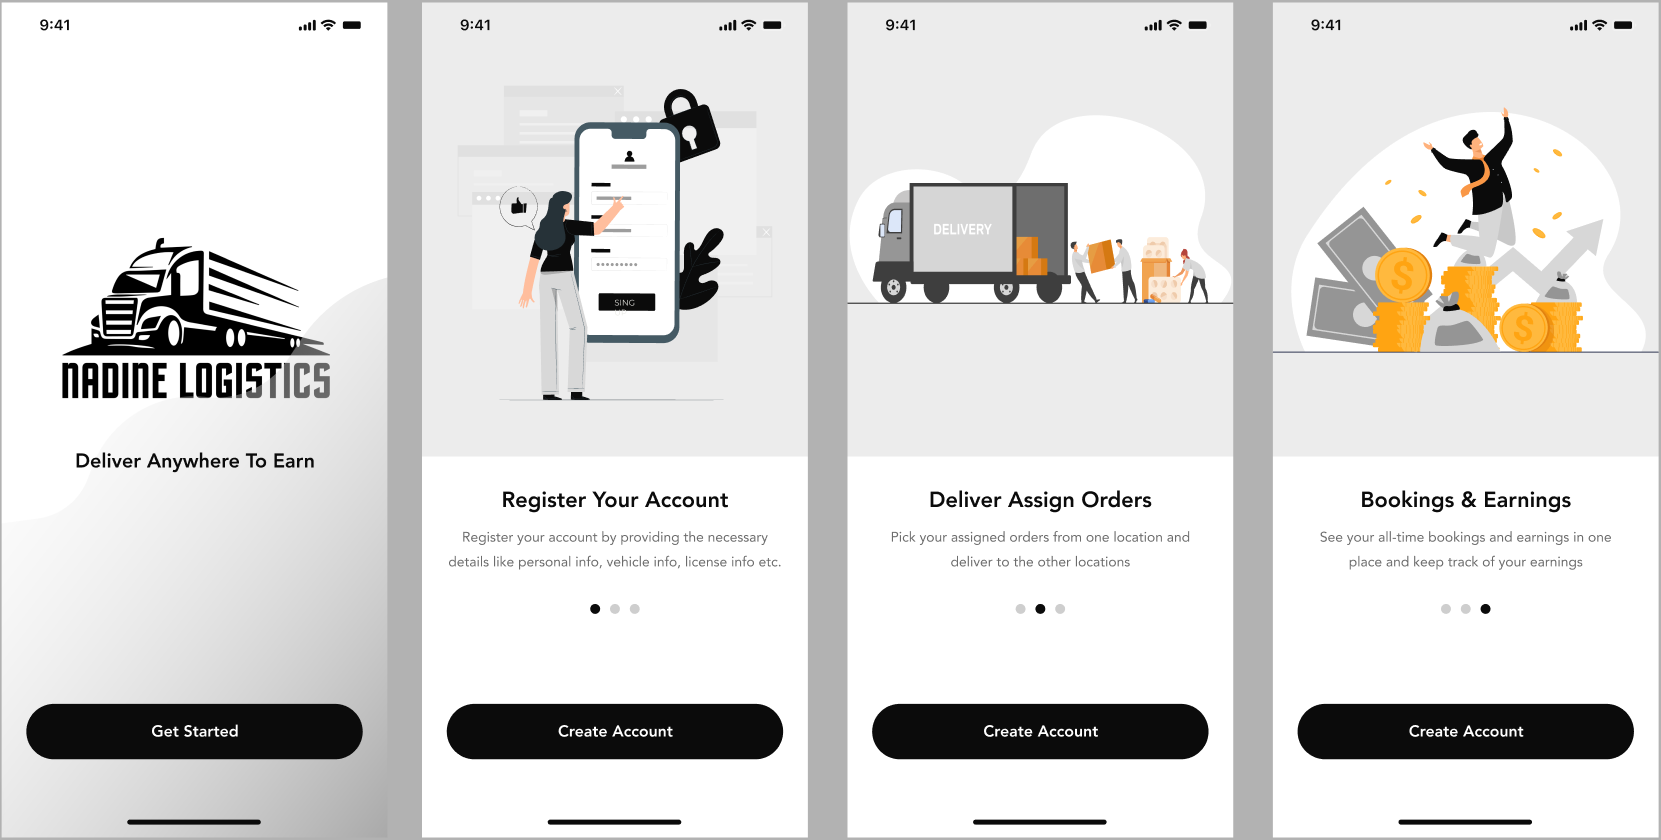 9:41
NADINE LOGISTICS
Deliver Anywhere To Earn
Get Started
9:41
SING
Register Your Account
Register your account by providing the necessary
details like personal info, vehicle info, license info etc.
Create Account
9:41
DELIVERY
Deliver Assign Orders
Pick your assigned orders from one location and
deliver to the other locations
Create Account
9:41
Bookings & Earnings
See your all-time bookings and earnings in one
place and keep track of your earnings
Create Account